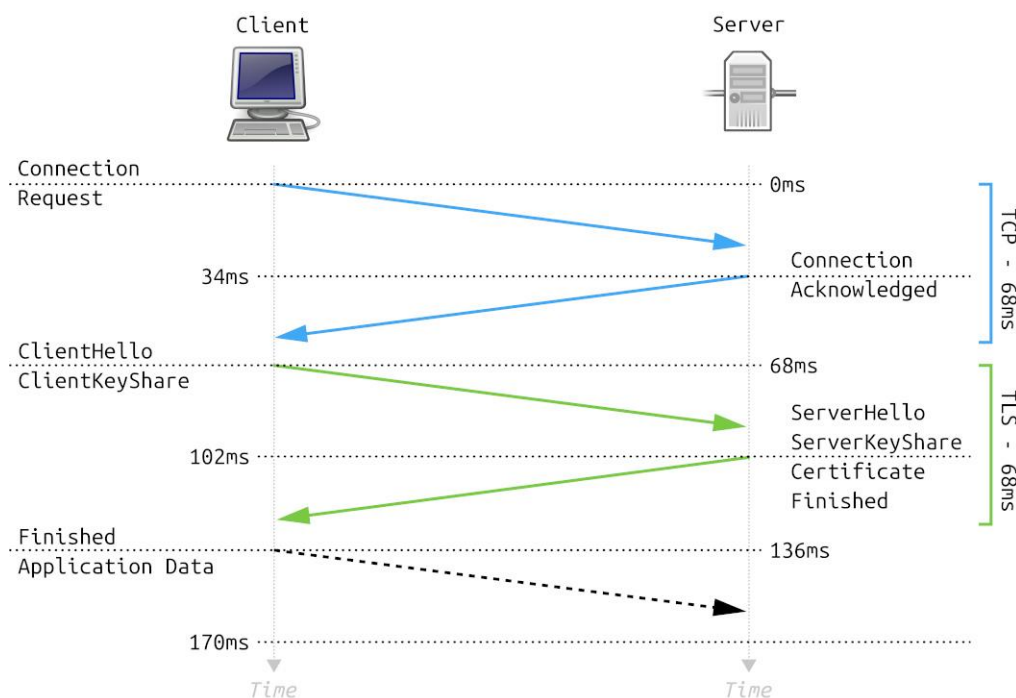 Client
Server
Connection
Request
0ms
34ms
Connection
Acknowledged
TCP - 68ms
ClientHello
ClientKeyShare
68ms
102ms
ServerHello
ServerKeyShare
Certificate
Finished
TLS - 68ms
Finished
Application Data
136ms
170ms
Time
Time